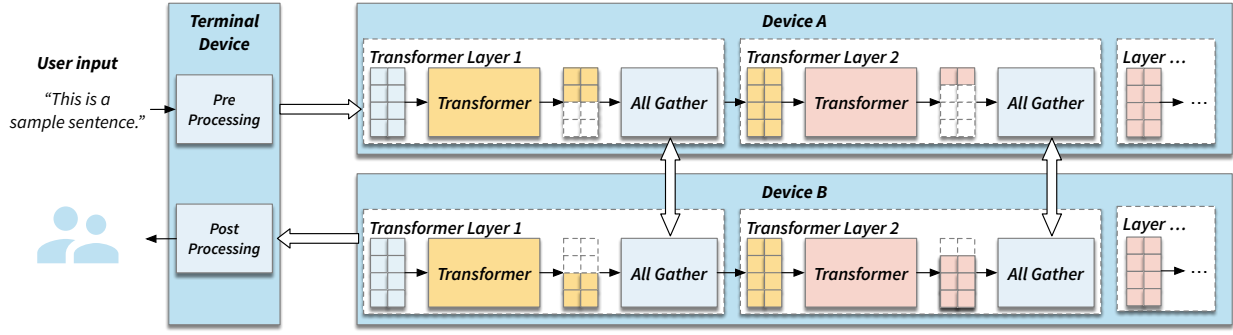 Terminal
Device
User input
“This is a
sample sentence.”
Pre
Processing
Post
Processing
Device A
Transformer Layer 1
Transformer
All Gather
Transformer Layer 2
Transformer
All Gather
Layer ...
...
Device B
Transformer Layer 1
Transformer
All Gather
Transformer Layer 2
Transformer
All Gather
Layer ...
...